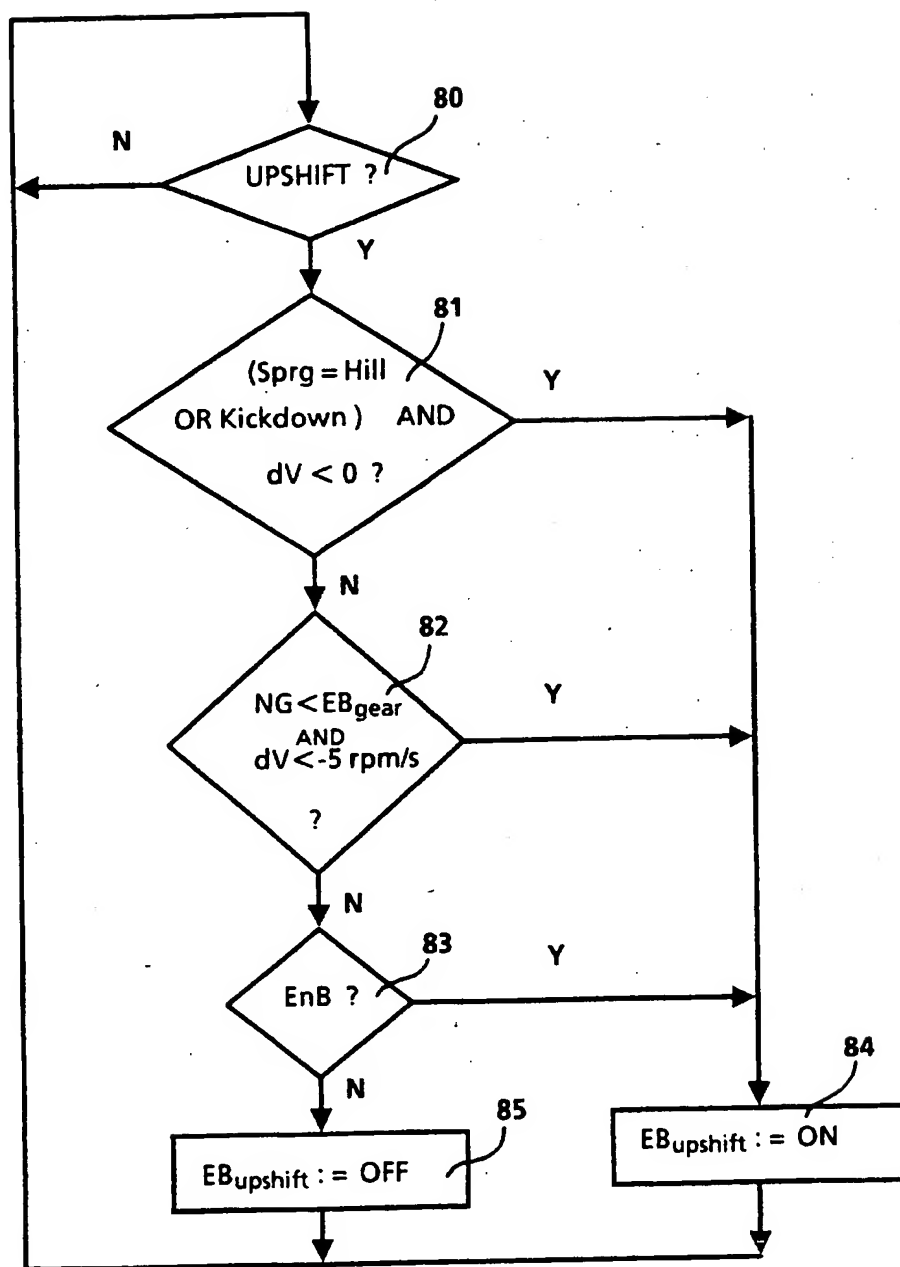 80
N
UPSHIFT ?
Y
81
(Sprg = Hill
OR Kickdown ) AND
dV < 0 ?
Y
N
82
NG < EBgear
AND
dV < -5 rpm/s
?
Y
N
83
EnB ?
Y
N
84
EBupshift := ON
85
EBupshift := OFF